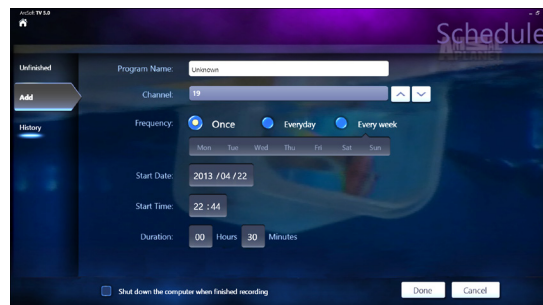 ArcSoft TV 5.0
Schedule
Unfinished
Program Name: Unknown
Add
Channel: 19
History
Frequency: Once Everyday Every week
Mon Tue Wed Thu Fri Sat Sun
Start Date: 2013 /04 /22
Start Time: 22 :44
Duration: 00 Hours 30 Minutes
Shut down the computer when finished recording
Done Cancel